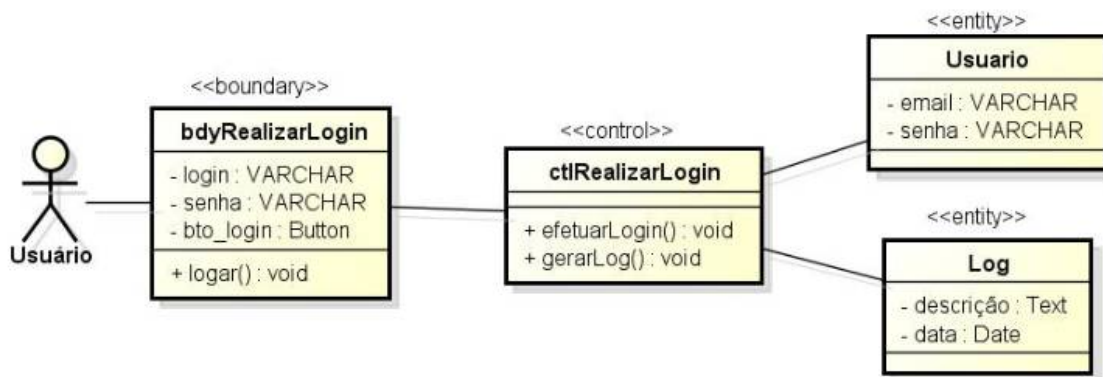 <<boundary>>
bdyRealizarLogin
- login : VARCHAR
- senha : VARCHAR
- bto_login : Button
+ logar() : void
Usuário
<<control>>
ctlRealizarLogin
+ efetuarLogin() : void
+ gerarLog() : void
<<entity>>
Usuario
- email : VARCHAR
- senha : VARCHAR
<<entity>>
Log
- descrição : Text
- data : Date